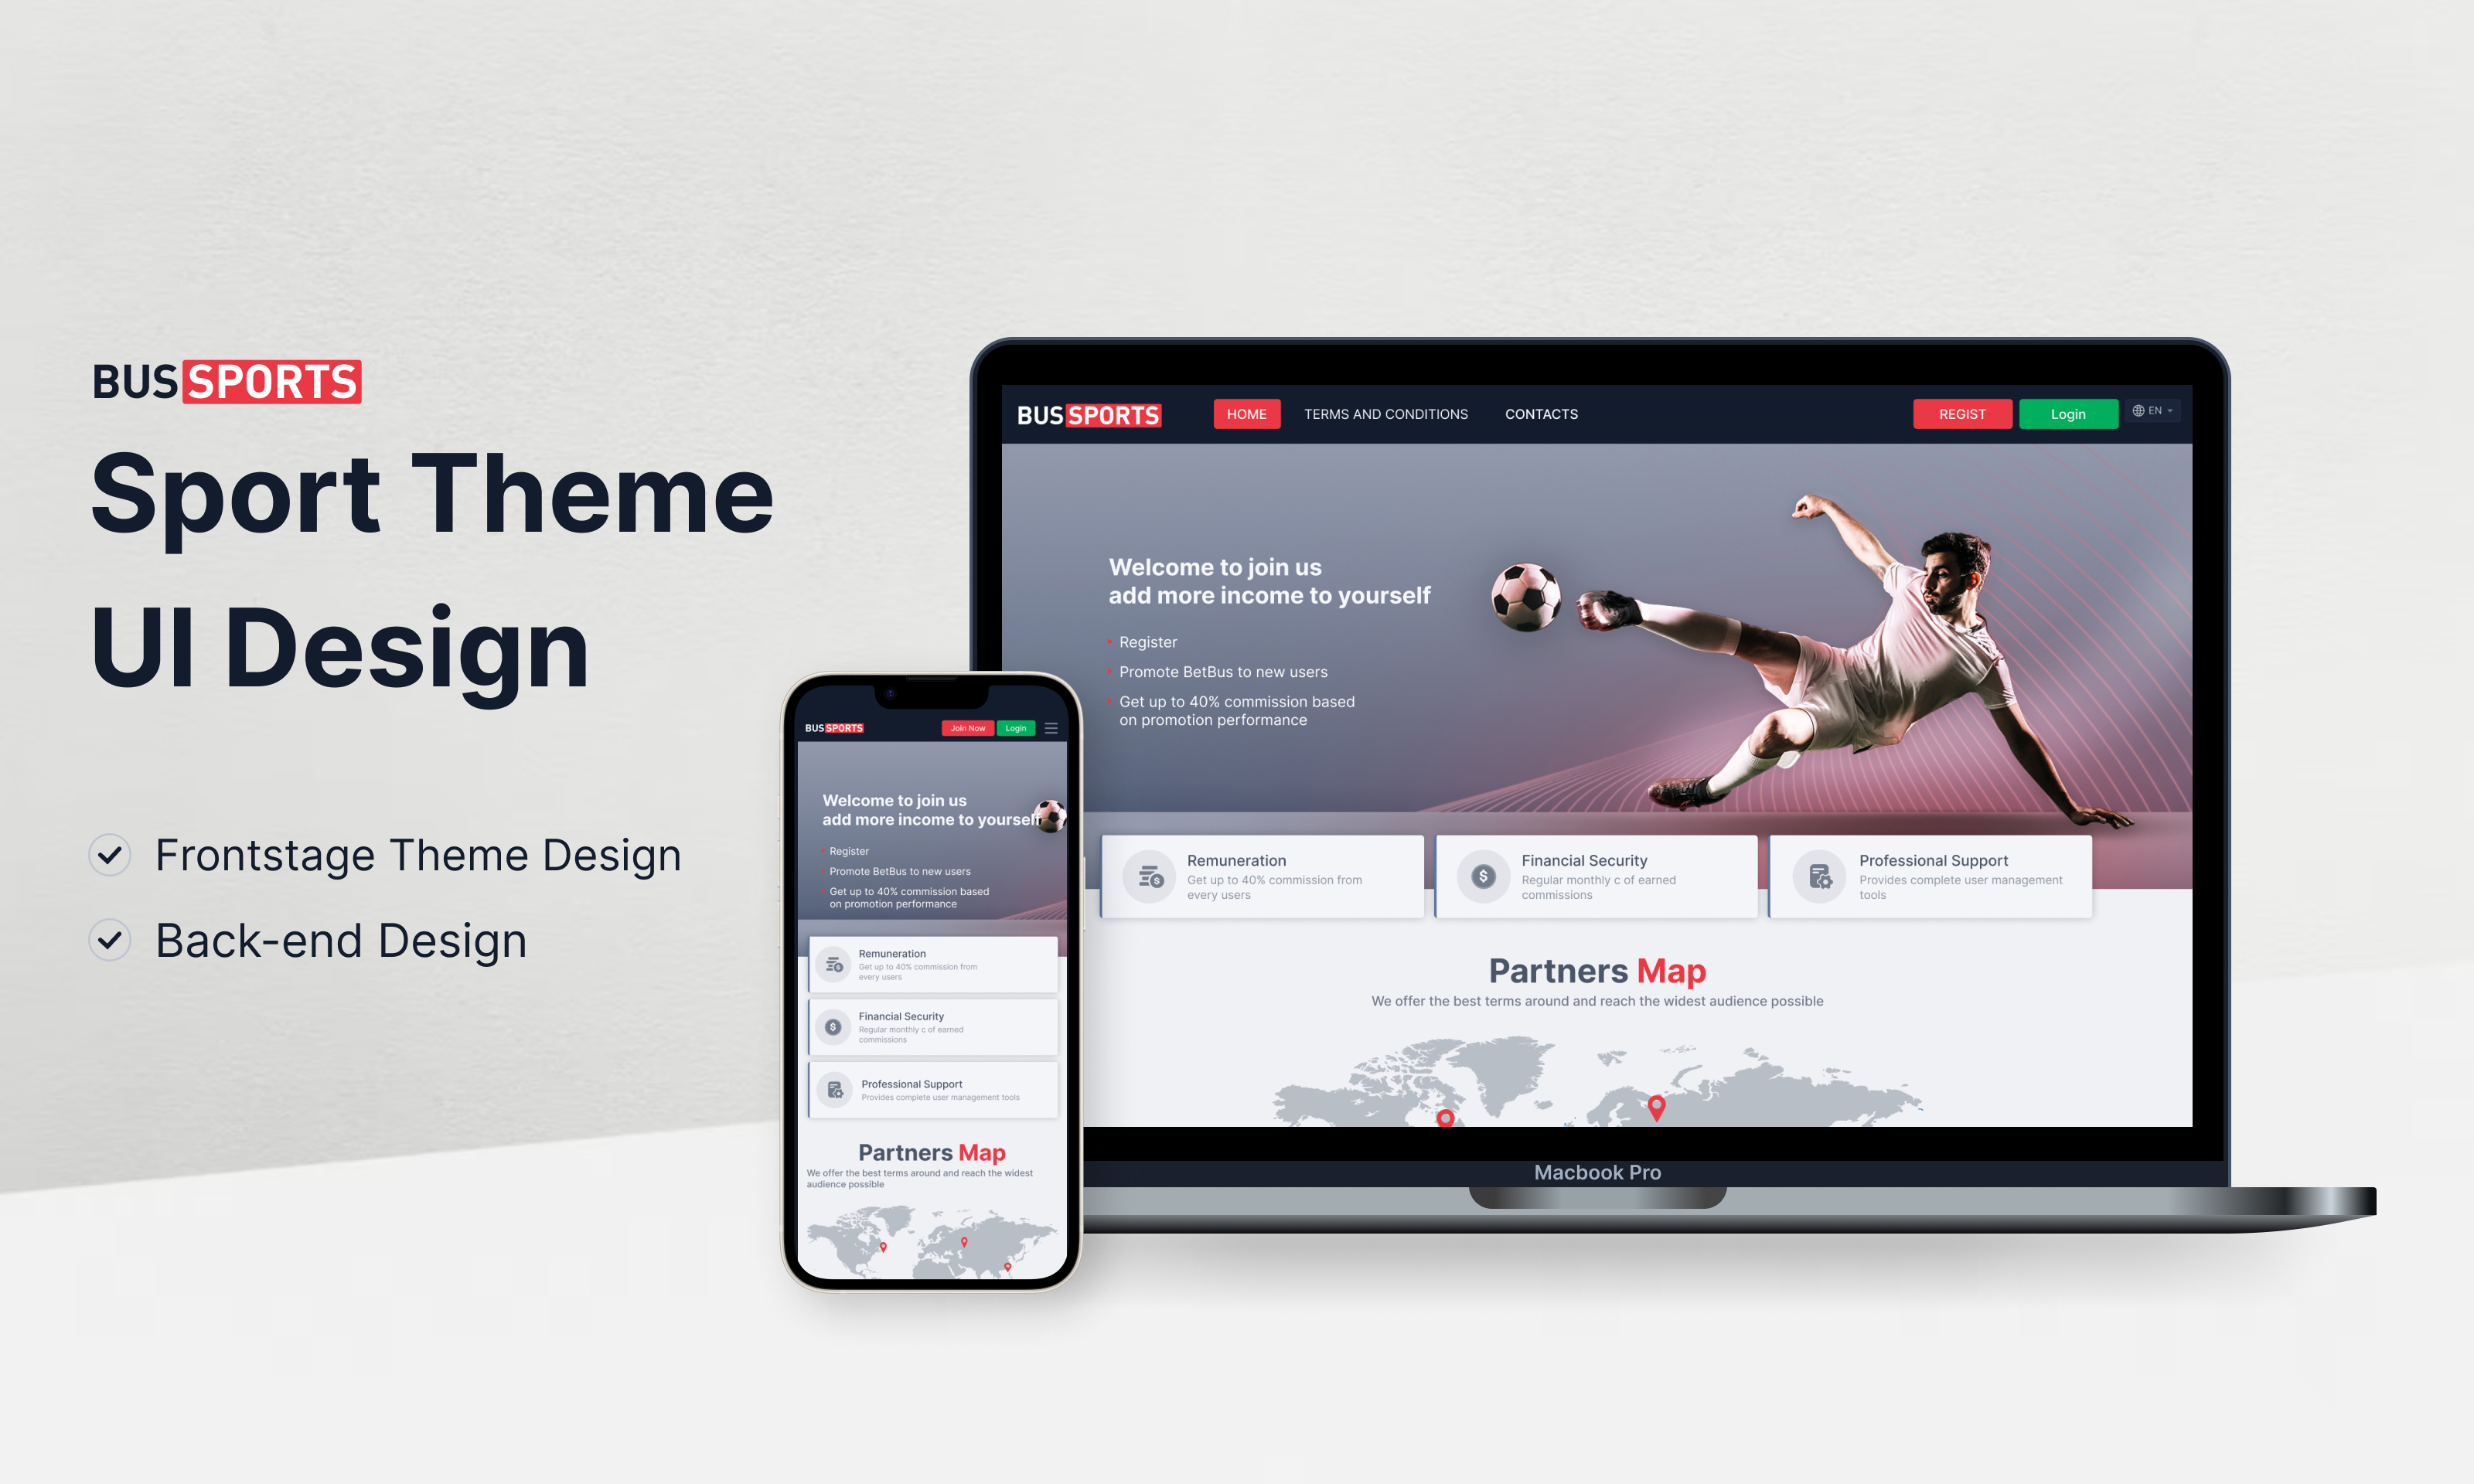 BUS SPORTS
Sport Theme
UI Design
Frontstage Theme Design
Back-end Design
BUS SPORTS
Join Now
Login
Welcome to join us
add more income to yourself
Register
Promote BetBus to new users
Get up to 40% commission based
on promotion performance
Remuneration
Get up to 40% commission from
every users
Financial Security
Regular monthly c of earned
commissions
Professional Support
Provides complete user management tools
Partners Map
We offer the best terms around and reach the widest
audience possible
BUS SPORTS
HOME
TERMS AND CONDITIONS
CONTACTS
REGIST
Login
EN
Welcome to join us
add more income to yourself
Register
Promote BetBus to new users
Get up to 40% commission based
on promotion performance
Remuneration
Get up to 40% commission from
every users
Financial Security
Regular monthly c of earned
commissions
Professional Support
Provides complete user management
tools
Partners Map
We offer the best terms around and reach the widest audience possible
Macbook Pro